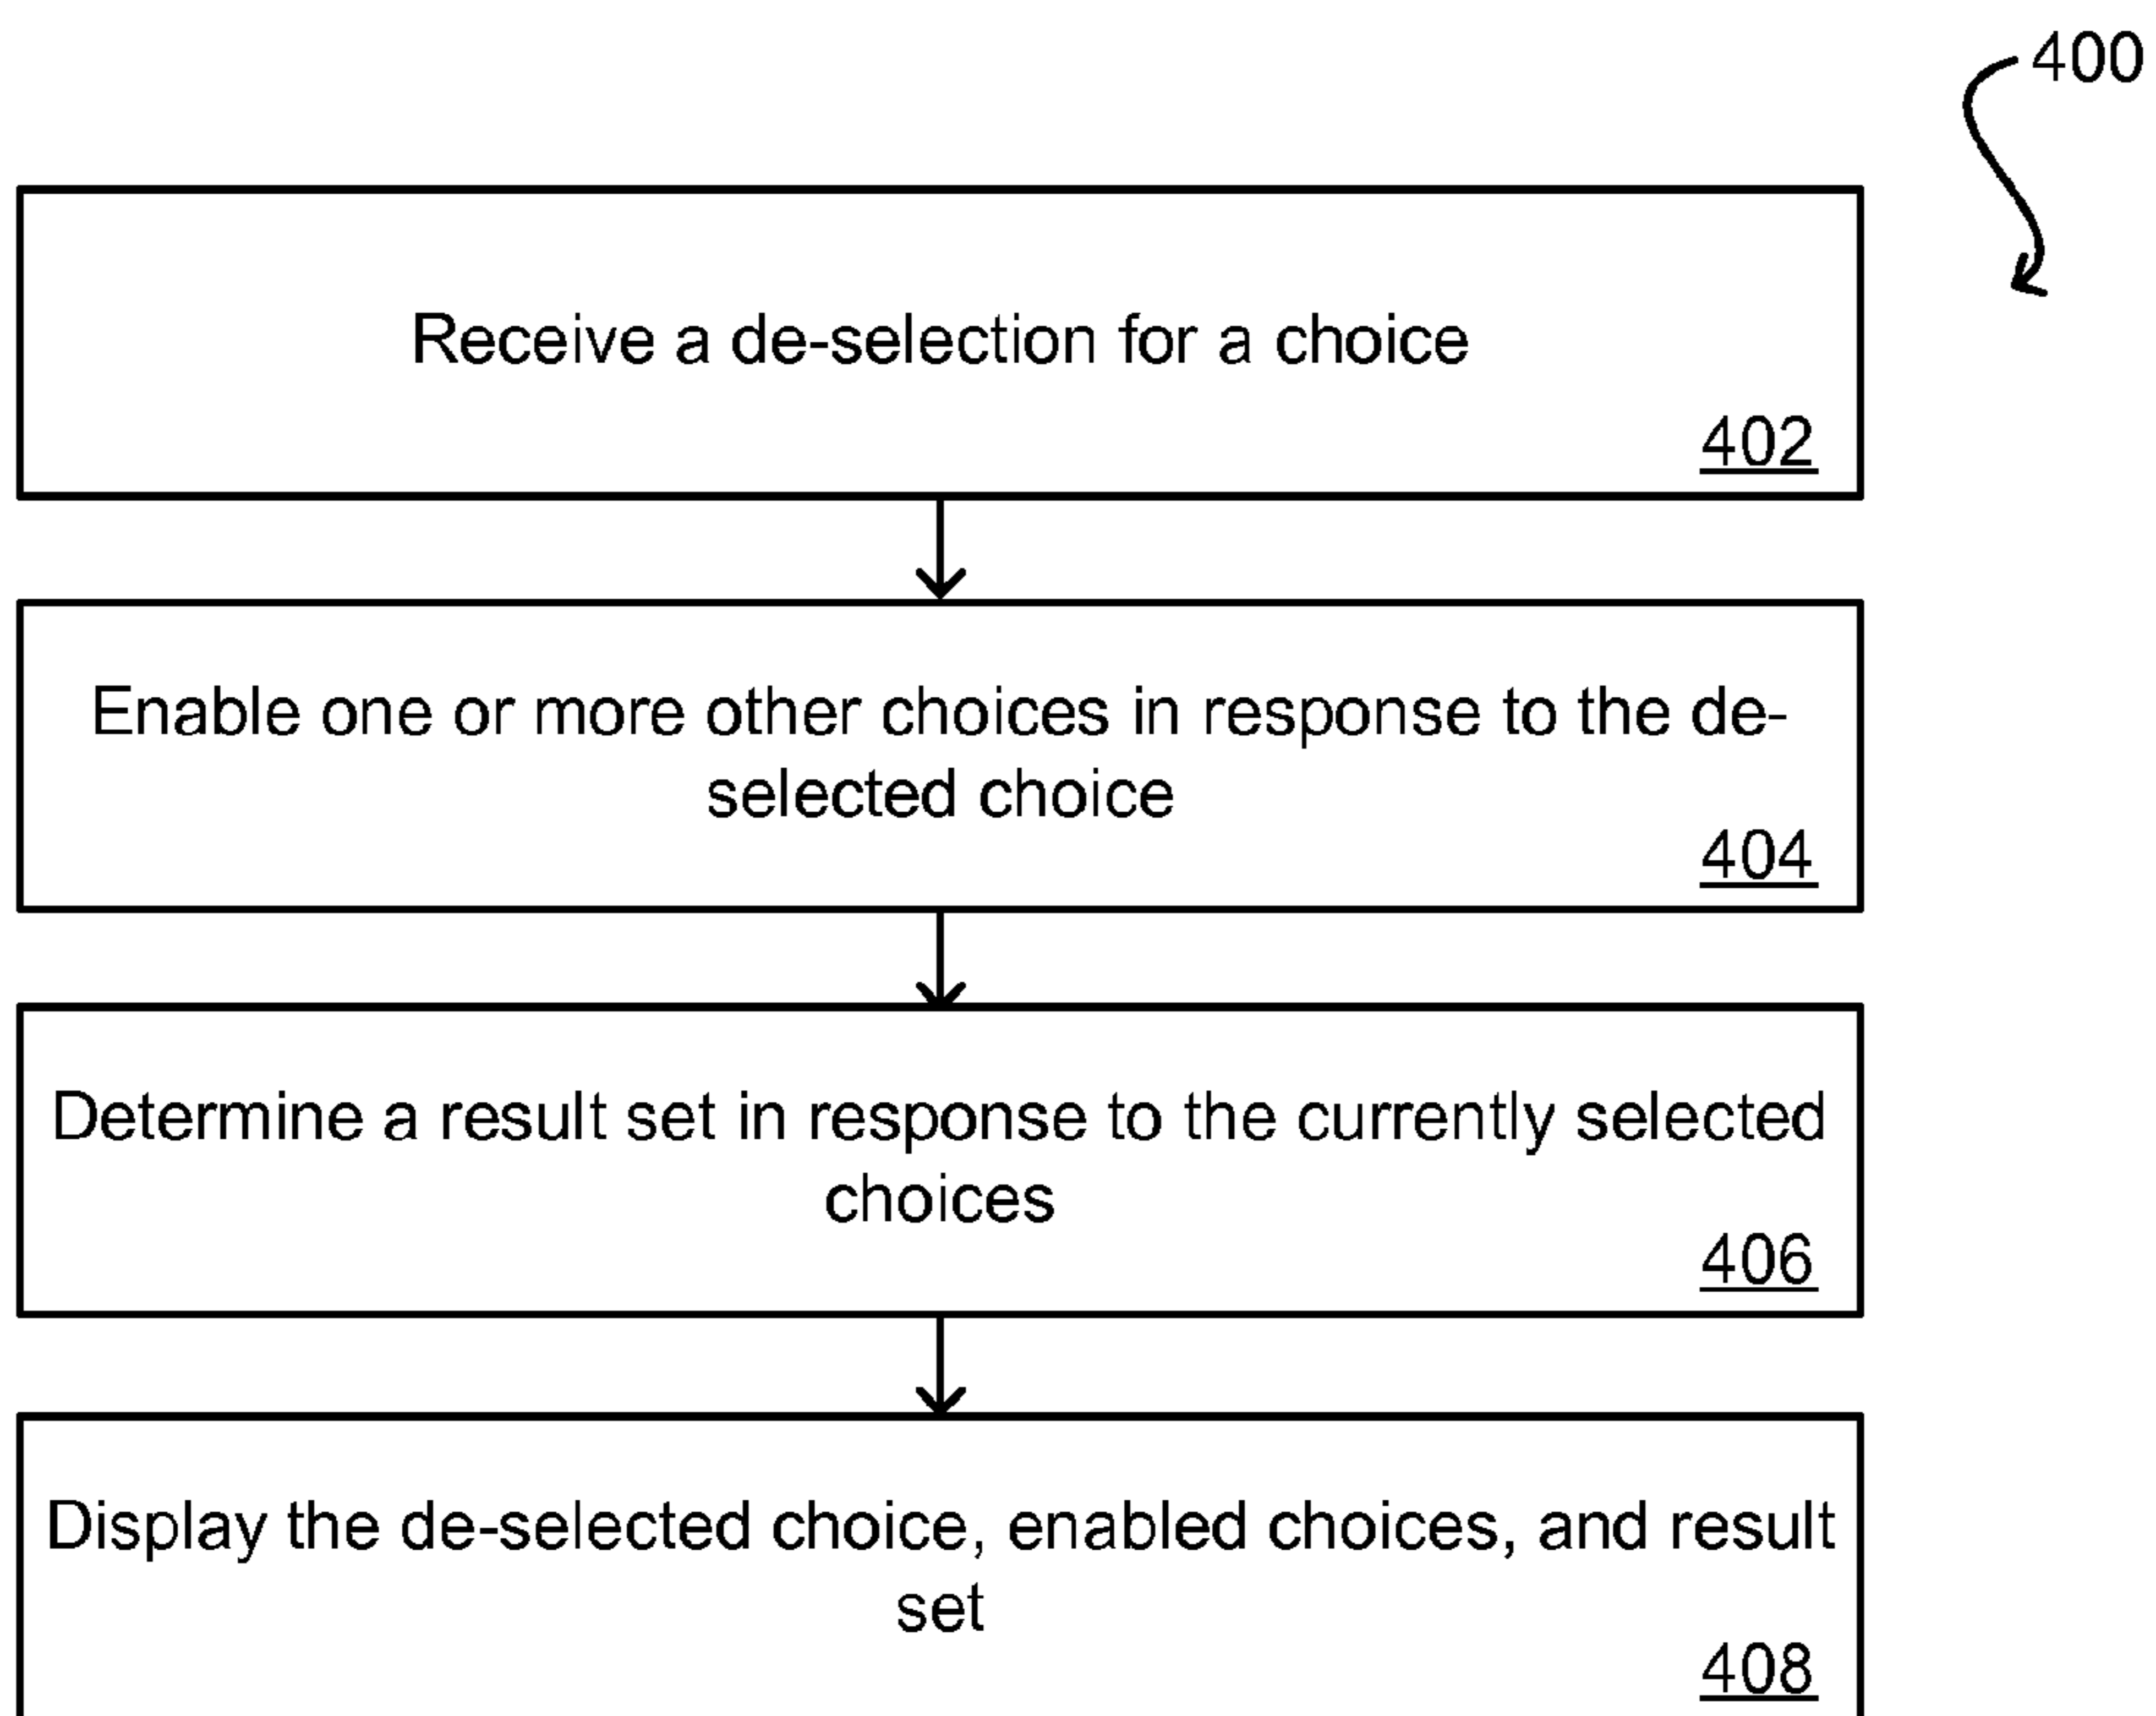 400
Receive a de-selection for a choice
402
Enable one or more other choices in response to the de-
selected choice
404
Determine a result set in response to the currently selected
choices
406
Display the de-selected choice, enabled choices, and result
set
408